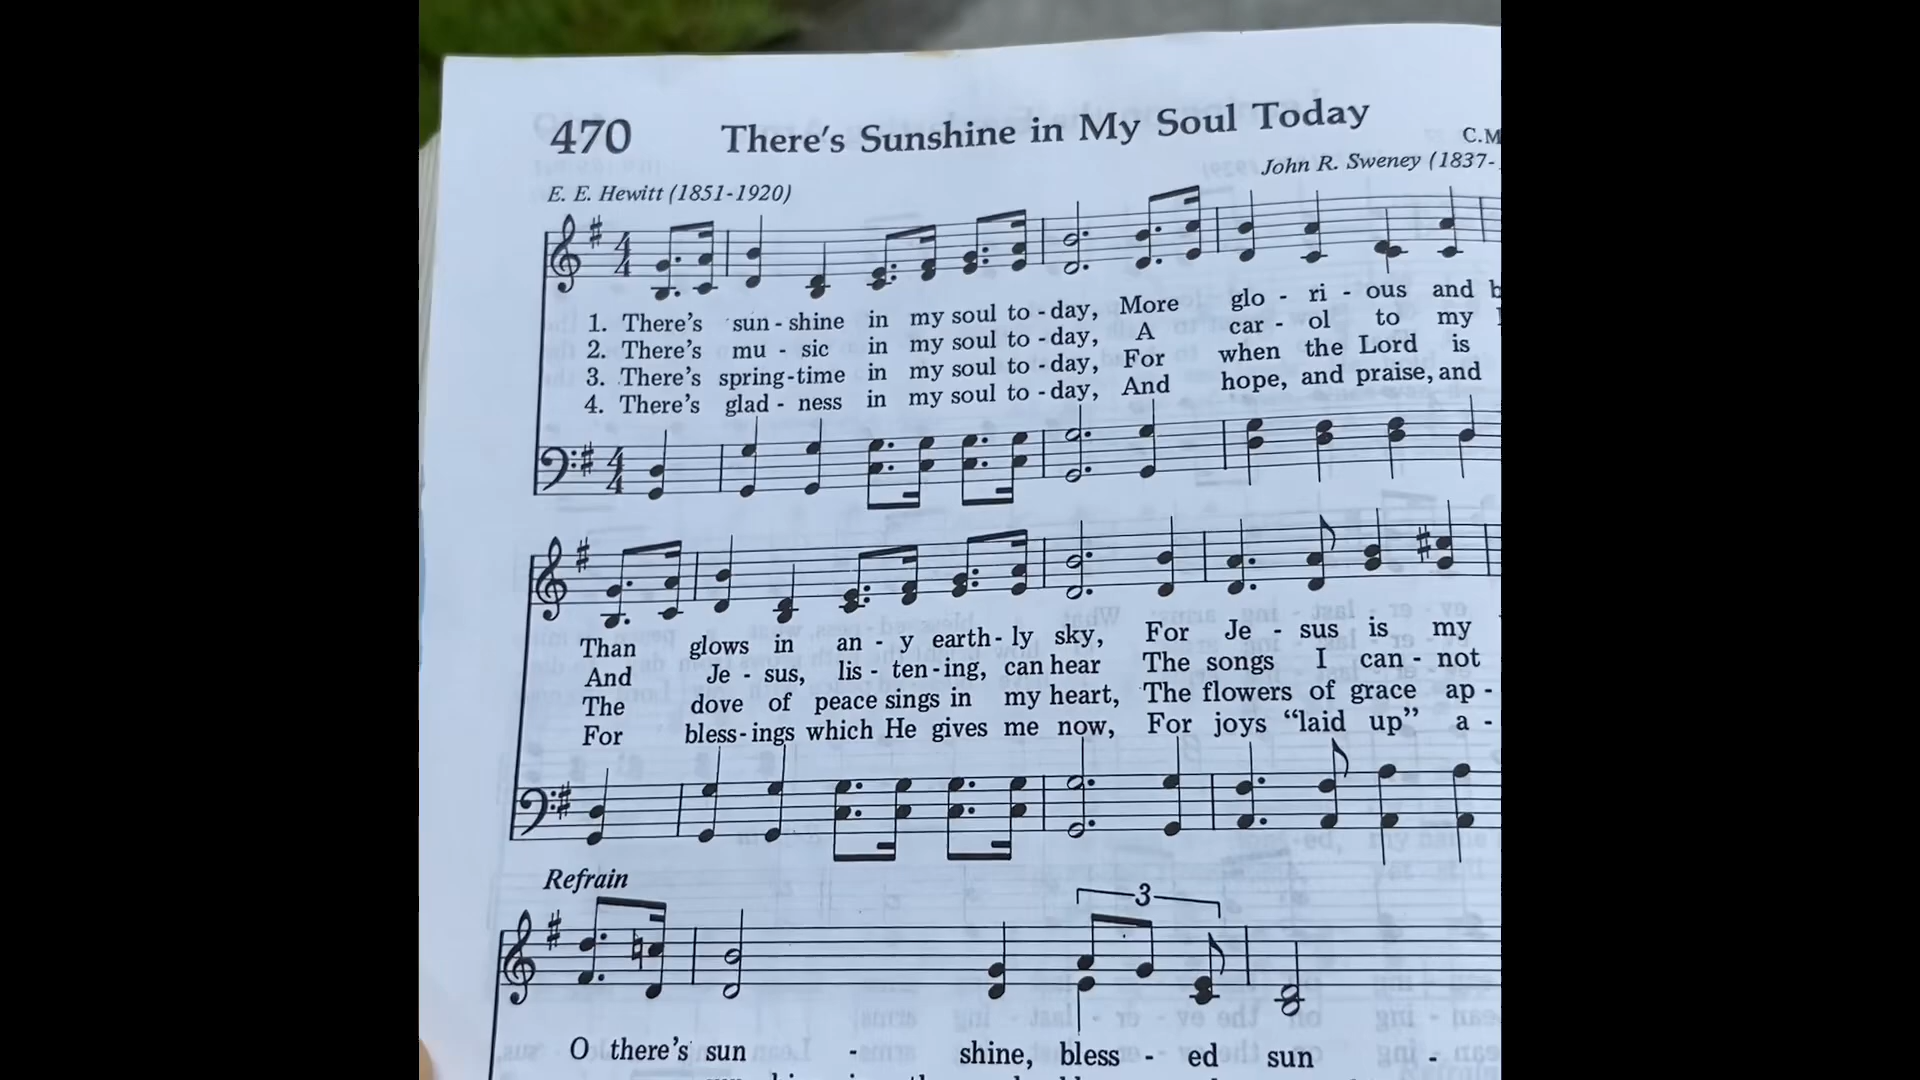 470 There's Sunshine in My Soul Today
C.M
E. E. Hewitt (1851-1920) John R. Sweney (1837-
4
4
1. There's sun - shine in my soul to - day, More glo - ri - ous and b
2. There's mu - sic in my soul to - day, A car - ol to my
3. There's spring-time in my soul to - day, For when the Lord is
4. There's glad - ness in my soul to - day, And hope, and praise, and
4
4
Than glows in an - y earth - ly sky, For Je - sus is my
And Je - sus, lis - ten - ing, can hear The songs I can - not
The dove of peace sings in my heart, The flowers of grace ap -
For bless - ings which He gives me now, For joys “laid up” a -
Refrain
3
O there's sun - shine, bless - ed sun -